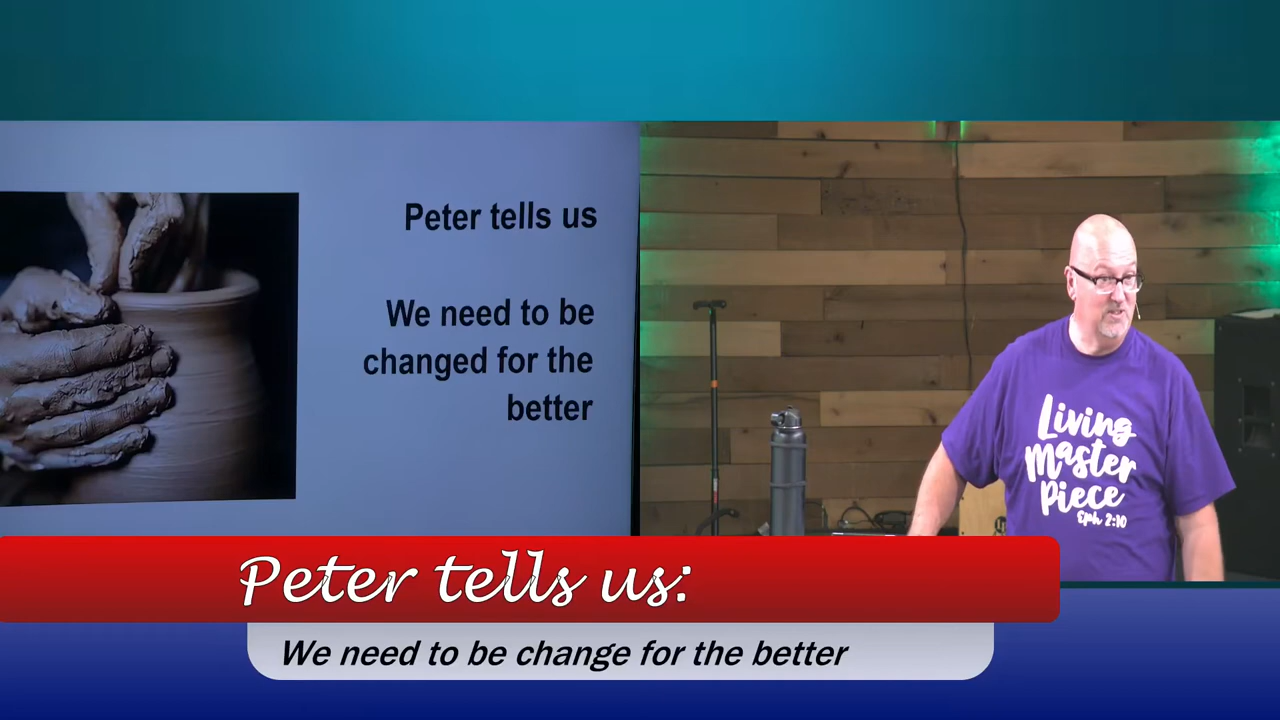 Peter tells us
We need to be
changed for the
better
Living
Master
Piece
Eph 2:10
Peter tells us:
We need to be change for the better